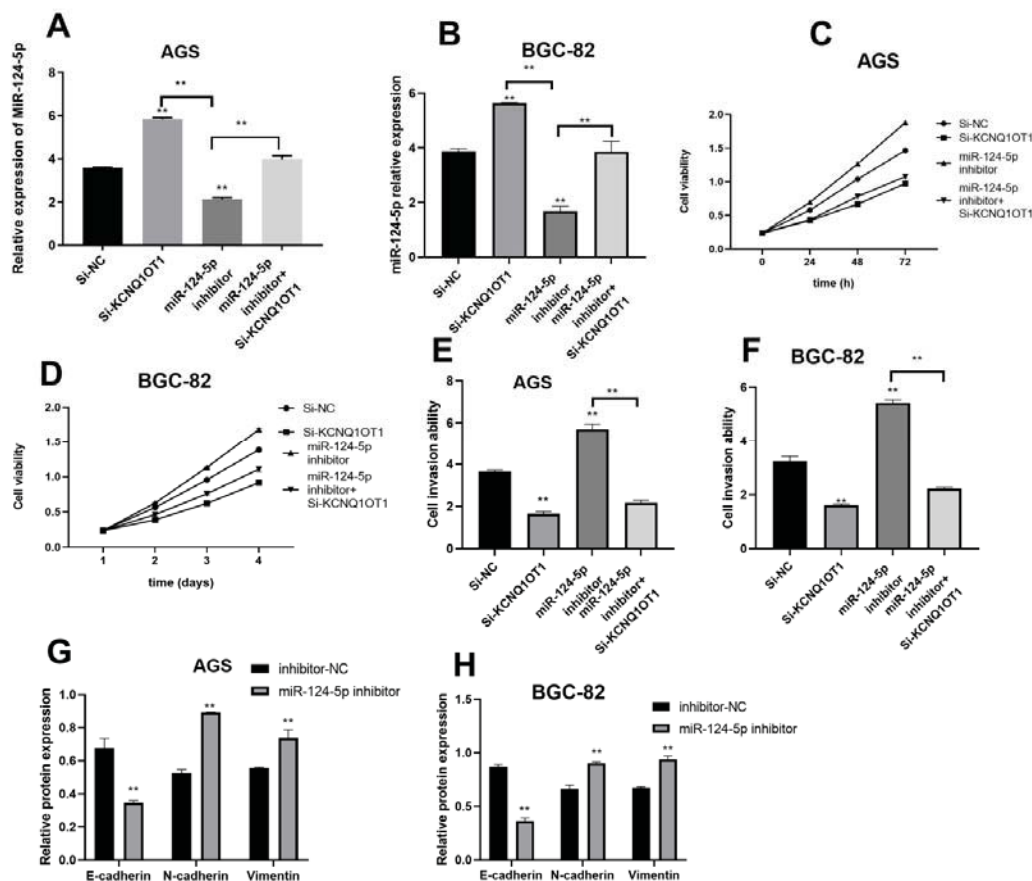 A
AGS
Relative expression of MiR-124-5p
6
4
2
0
**
**
**
**
Si-NC
Si-KCNQ1OT1
miR-124-5p
inhibitor
miR-124-5p
inhibitor+
Si-KCNQ1OT1
B
BGC-82
miR-124-5p relative expression
6
4
2
0
**
**
**
**
Si-NC
Si-KCNQ1OT1
miR-124-5p
inhibitor
miR-124-5p
inhibitor+
Si-KCNQ1OT1
C
AGS
Cell viability
2.0
1.5
1.0
0.5
0.0
0 24 48 72
time (h)
Si-NC
Si-KCNQ1OT1
miR-124-5p
inhibitor
miR-124-5p
inhibitor+
Si-KCNQ1OT1
D
BGC-82
Cell viability
2.0
1.5
1.0
0.5
0.0
1 2 3 4
time (days)
Si-NC
Si-KCNQ1OT1
miR-124-5p
inhibitor
miR-124-5p
inhibitor+
Si-KCNQ1OT1
E
AGS
Cell invasion ability
8
6
4
2
0
**
**
**
Si-NC
Si-KCNQ1OT1
miR-124-5p
inhibitor
miR-124-5p
inhibitor+
Si-KCNQ1OT1
F
BGC-82
Cell invasion ability
6
4
2
0
**
**
**
Si-NC
Si-KCNQ1OT1
miR-124-5p
inhibitor
miR-124-5p
inhibitor+
Si-KCNQ1OT1
G
AGS
inhibitor-NC
miR-124-5p inhibitor
Relative protein expression
1.0
0.8
0.6
0.4
0.2
0.0
**
**
**
E-cadherin N-cadherin Vimentin
H
BGC-82
inhibitor-NC
miR-124-5p inhibitor
Relative protein expression
1.5
1.0
0.5
0.0
**
**
**
E-cadherin N-cadherin Vimentin